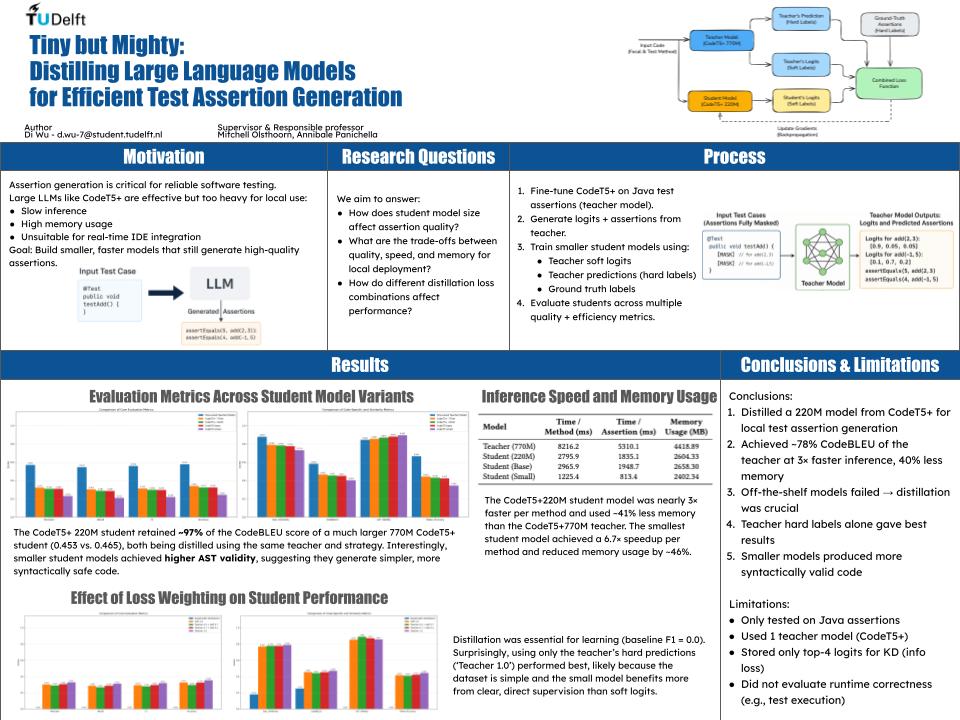 TUDelft
Tiny but Mighty:
Distilling Large Language Models
for Efficient Test Assertion Generation
Author
Di Wu - d.wu-7@student.tudelft.nl
Supervisor & Responsible professor
Mitchell Olsthoorn, Annibale Panichella
Input Code
(Focal & Test Method)
Teacher Model
(CodeT5+ 770M)
Student Model
(CodeT5+ 220M)
Teacher's Prediction
(Hard Labels)
Teacher's Logits
(Soft Labels)
Student's Logits
(Soft Labels)
Ground-Truth
Assertions
(Hard Labels)
Combined Loss
Function
Update Gradients
(Backpropagation)
Motivation
Assertion generation is critical for reliable software testing.
Large LLMs like CodeT5+ are effective but too heavy for local use:
● Slow inference
● High memory usage
● Unsuitable for real-time IDE integration
Goal: Build smaller, faster models that still generate high-quality
assertions.
Input Test Case
@Test
public void
testAdd() {
}
LLM
Generated Assertions
assertEquals(5, add(2,3));
assertEquals(4, add(-1,5)
Research Questions
We aim to answer:
● How does student model size
affect assertion quality?
● What are the trade-offs between
quality, speed, and memory for
local deployment?
● How do different distillation loss
combinations affect
performance?
Process
1. Fine-tune CodeT5+ on Java test
assertions (teacher model).
2. Generate logits + assertions from
teacher.
3. Train smaller student models using:
● Teacher soft logits
● Teacher predictions (hard labels)
● Ground truth labels
4. Evaluate students across multiple
quality + efficiency metrics.
Input Test Cases
(Assertions Fully Masked)
@Test
public void testAdd() {
[MASK] // for add(2,3)
[MASK] // for add(-1,5)
}
Teacher Model
Teacher Model Outputs:
Logits and Predicted Assertions
Logits for add(2,3):
[0.9, 0.05, 0.05]
Logits for add(-1, 5):
[0.1, 0.7, 0.2]
assertEquals(5, add(2,3)
assertEquals(4, add(-1,5)
Results
Evaluation Metrics Across Student Model Variants
The CodeT5+ 220M student retained ~97% of the CodeBLEU score of a much larger 770M CodeT5+
student (0.453 vs. 0.465), both being distilled using the same teacher and strategy. Interestingly,
smaller student models achieved higher AST validity, suggesting they generate simpler, more
syntactically safe code.
Inference Speed and Memory Usage
Model Time / Method (ms) Time / Assertion (ms) Memory Usage (MB)
Teacher (770M) 8216.2 5310.1 4418.89
Student (220M) 2795.9 1835.1 2604.33
Student (Base) 2965.9 1948.7 2658.30
Student (Small) 1225.4 813.4 2402.34
The CodeT5+220M student model was nearly 3×
faster per method and used ~41% less memory
than the CodeT5+770M teacher. The smallest
student model achieved a 6.7× speedup per
method and reduced memory usage by ~46%.
Effect of Loss Weighting on Student Performance
Distillation was essential for learning (baseline F1 = 0.0).
Surprisingly, using only the teacher's hard predictions
('Teacher 1.0') performed best, likely because the
dataset is simple and the small model benefits more
from clear, direct supervision than soft logits.
Conclusions & Limitations
Conclusions:
1. Distilled a 220M model from CodeT5+ for
local test assertion generation
2. Achieved ~78% CodeBLEU of the
teacher at 3× faster inference, 40% less
memory
3. Off-the-shelf models failed → distillation
was crucial
4. Teacher hard labels alone gave best
results
5. Smaller models produced more
syntactically valid code
Limitations:
● Only tested on Java assertions
● Used 1 teacher model (CodeT5+)
● Stored only top-4 logits for KD (info
loss)
● Did not evaluate runtime correctness
(e.g., test execution)